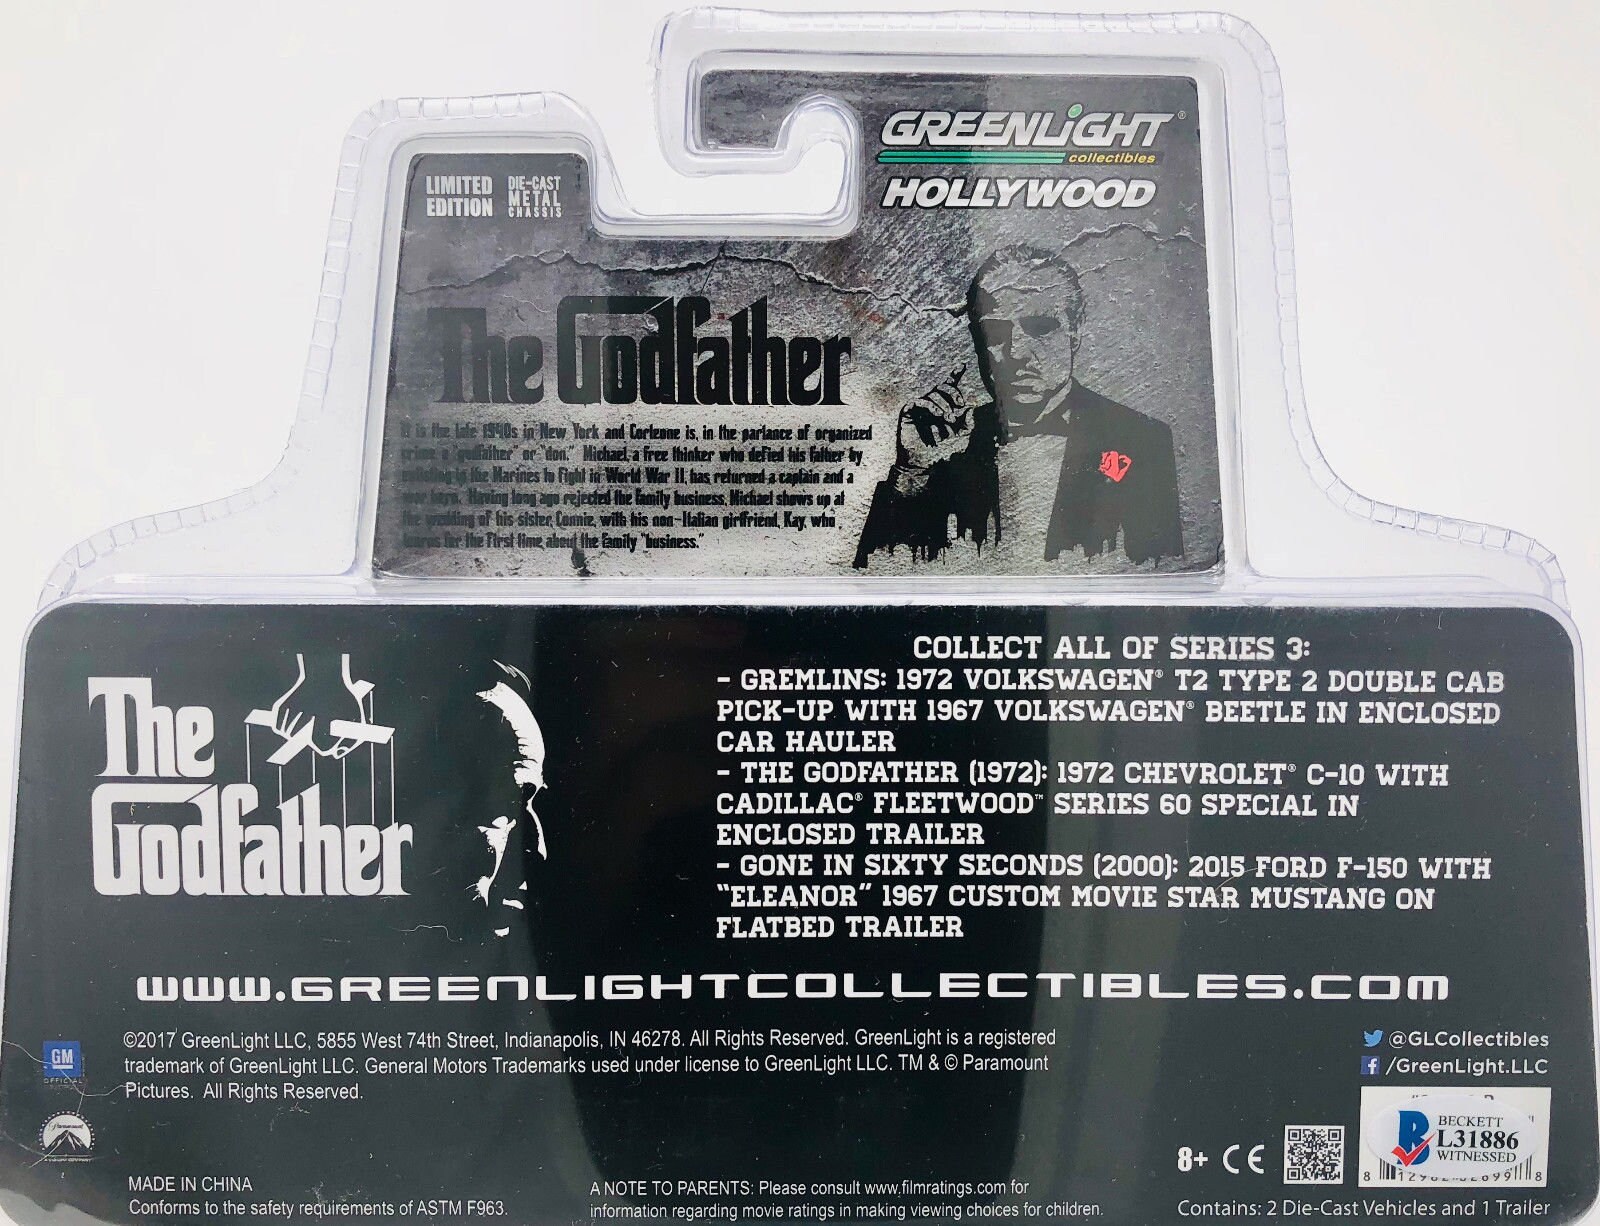 GREENLiGHT®
collectibles
HOLLYWOOD
LIMITED EDITION
DIE-CAST METAL CHASSIS
The Godfather
It is the late 1940s in New York and Corleone is, in the parlance of organized
crime a "godfather" or "don." Michael, a free thinker who defied his father by
enlisting in the Marines to fight in World War II, has returned a captain and a
war hero. Having long ago rejected the family business, Michael shows up at
the wedding of his sister, Connie, with his non-Italian girlfriend, Kay, who
learns for the first time about the family "business."
The Godfather
COLLECT ALL OF SERIES 3:
- GREMLINS: 1972 VOLKSWAGEN® T2 TYPE 2 DOUBLE CAB
PICK-UP WITH 1967 VOLKSWAGEN® BEETLE IN ENCLOSED
CAR HAULER
- THE GODFATHER (1972): 1972 CHEVROLET® C-10 WITH
CADILLAC® FLEETWOOD™ SERIES 60 SPECIAL IN
ENCLOSED TRAILER
- GONE IN SIXTY SECONDS (2000): 2015 FORD F-150 WITH
"ELEANOR" 1967 CUSTOM MOVIE STAR MUSTANG ON
FLATBED TRAILER
www.GREENLIGHTCOLLECTIBLES.com
GM
OFFICIAL
©2017 GreenLight LLC, 5855 West 74th Street, Indianapolis, IN 46278. All Rights Reserved. GreenLight is a registered
trademark of GreenLight LLC. General Motors Trademarks used under license to GreenLight LLC. TM & © Paramount
Pictures. All Rights Reserved.
@GLCollectibles
/GreenLight.LLC
Paramount
BECKETT
L31886
WITNESSED
8+ CE
MADE IN CHINA
Conforms to the safety requirements of ASTM F963.
A NOTE TO PARENTS: Please consult www.filmratings.com for
information regarding movie ratings in making viewing choices for children.
Contains: 2 Die-Cast Vehicles and 1 Trailer